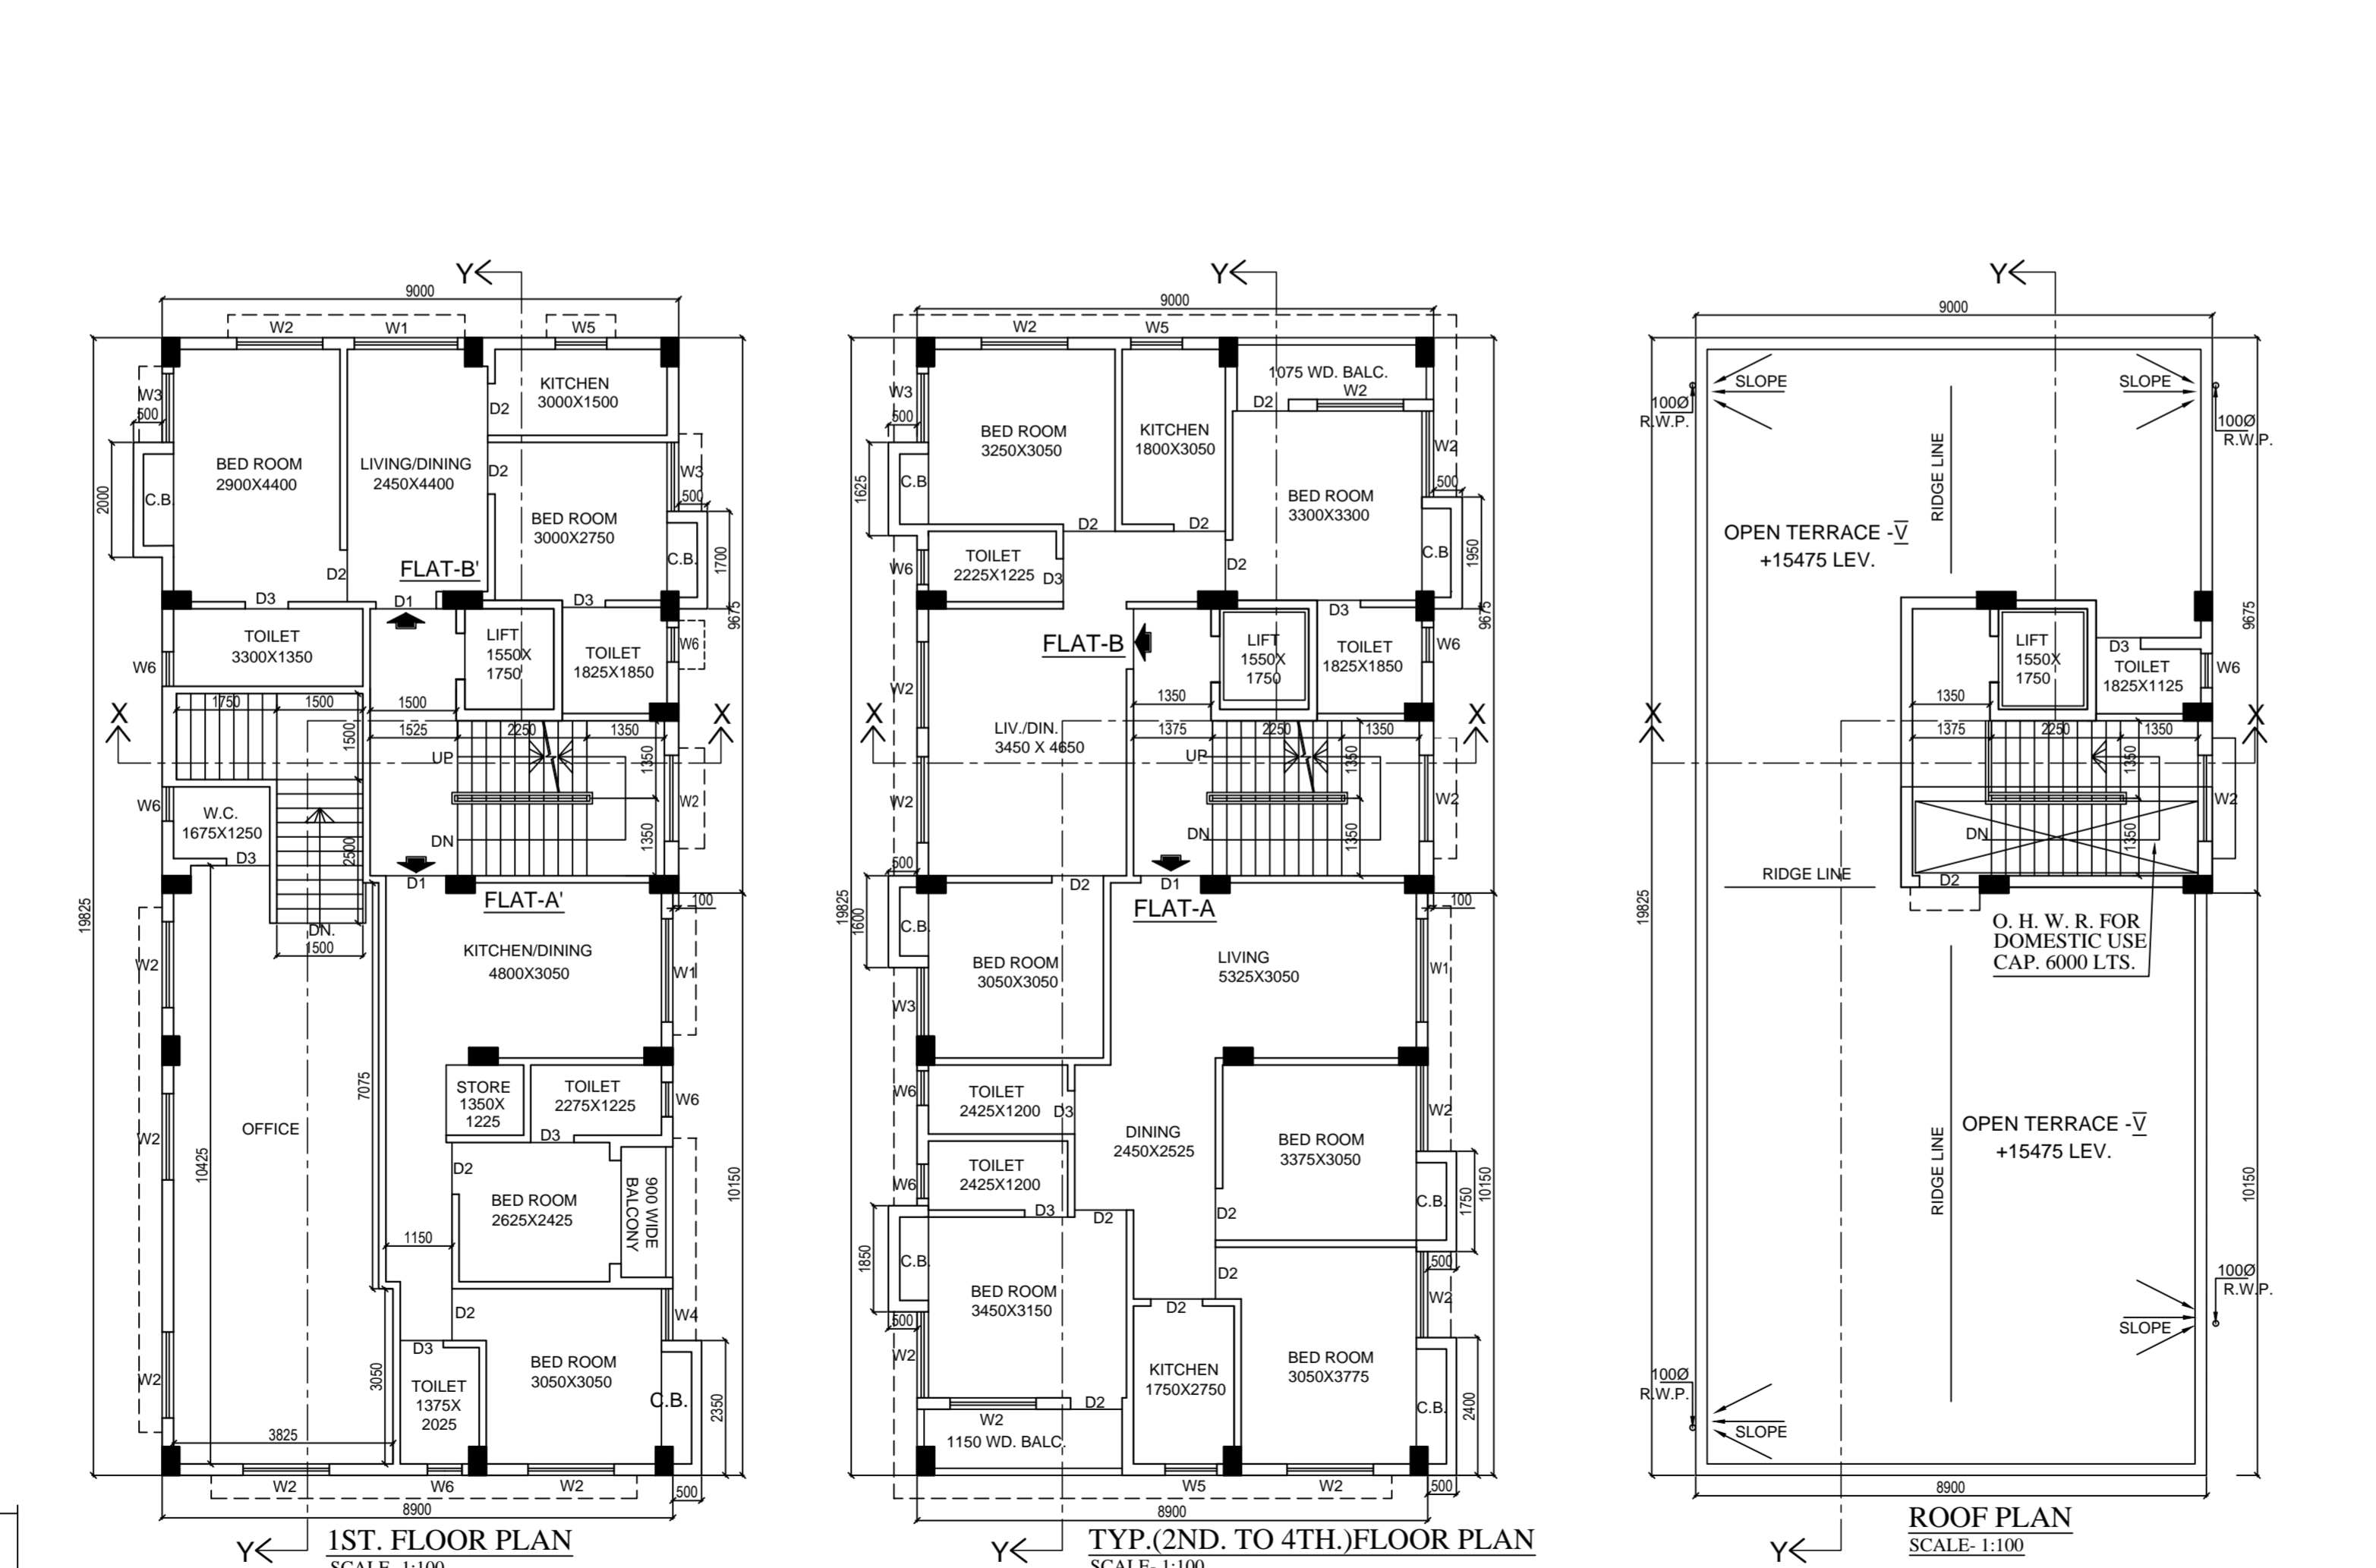 Y
9000
W2
W1
W5
W3
500
KITCHEN
3000X1500
D2
BED ROOM
2900X4400
LIVING/DINING
2450X4400
D2
W3
500
C.B.
2000
BED ROOM
3000X2750
C.B.
1700
D2
FLAT-B'
D3
D1
D3
9675
TOILET
3300X1350
LIFT
1550X
1750
TOILET
1825X1850
W6
W6
X
1750
1500
1500
X
1500
1525
2250
1350
UP
1350
W6
W.C.
1675X1250
W2
DN
1350
2500
D3
D1
FLAT-A'
100
19825
DN.
1500
KITCHEN/DINING
4800X3050
W2
W1
7075
STORE
1350X
1225
TOILET
2275X1225
W6
OFFICE
W2
D3
10425
D2
BED ROOM
2625X2425
900 WIDE
BALCONY
10150
1150
D2
W4
D3
BED ROOM
3050X3050
3050
TOILET
1375X
2025
W2
C.B.
2350
3825
W2
W6
W2
500
8900
Y
1ST. FLOOR PLAN
SCALE- 1:100
Y
9000
W2
W5
1075 WD. BALC.
W2
W3
D2
500
BED ROOM
3250X3050
KITCHEN
1800X3050
W2
C.B.
1625
500
BED ROOM
3300X3300
D2
D2
C.B.
1950
TOILET
2225X1225
D3
W6
D2
D3
9675
FLAT-B
LIFT
1550X
1750
TOILET
1825X1850
W6
W2
1350
X
X
LIV./DIN.
3450 X 4650
1375
2250
1350
UP
1350
W2
W2
DN
1350
500
D2
D1
FLAT-A
100
C.B.
1600
19825
BED ROOM
3050X3050
LIVING
5325X3050
W1
W3
W6
TOILET
2425X1200
D3
W2
DINING
2450X2525
BED ROOM
3375X3050
TOILET
2425X1200
W6
D3
D2
D2
C.B.
1750
10150
C.B.
1850
500
D2
BED ROOM
3450X3150
D2
W2
500
W2
KITCHEN
1750X2750
BED ROOM
3050X3775
D2
W2
C.B.
2400
1150 WD. BALC.
W5
W2
500
8900
Y
TYP.(2ND. TO 4TH.)FLOOR PLAN
SCALE- 1:100
Y
9000
SLOPE
SLOPE
100Ø
R.W.P.
100Ø
R.W.P.
RIDGE LINE
OPEN TERRACE -V
+15475 LEV.
9675
LIFT
1550X
1750
D3
TOILET
1825X1125
W6
1350
X
X
1375
2250
1350
1350
W2
DN
1350
RIDGE LINE
D2
19825
O. H. W. R. FOR
DOMESTIC USE
CAP. 6000 LTS.
OPEN TERRACE -V
+15475 LEV.
RIDGE LINE
10150
100Ø
R.W.P.
SLOPE
100Ø
R.W.P.
SLOPE
8900
ROOF PLAN
SCALE- 1:100
Y